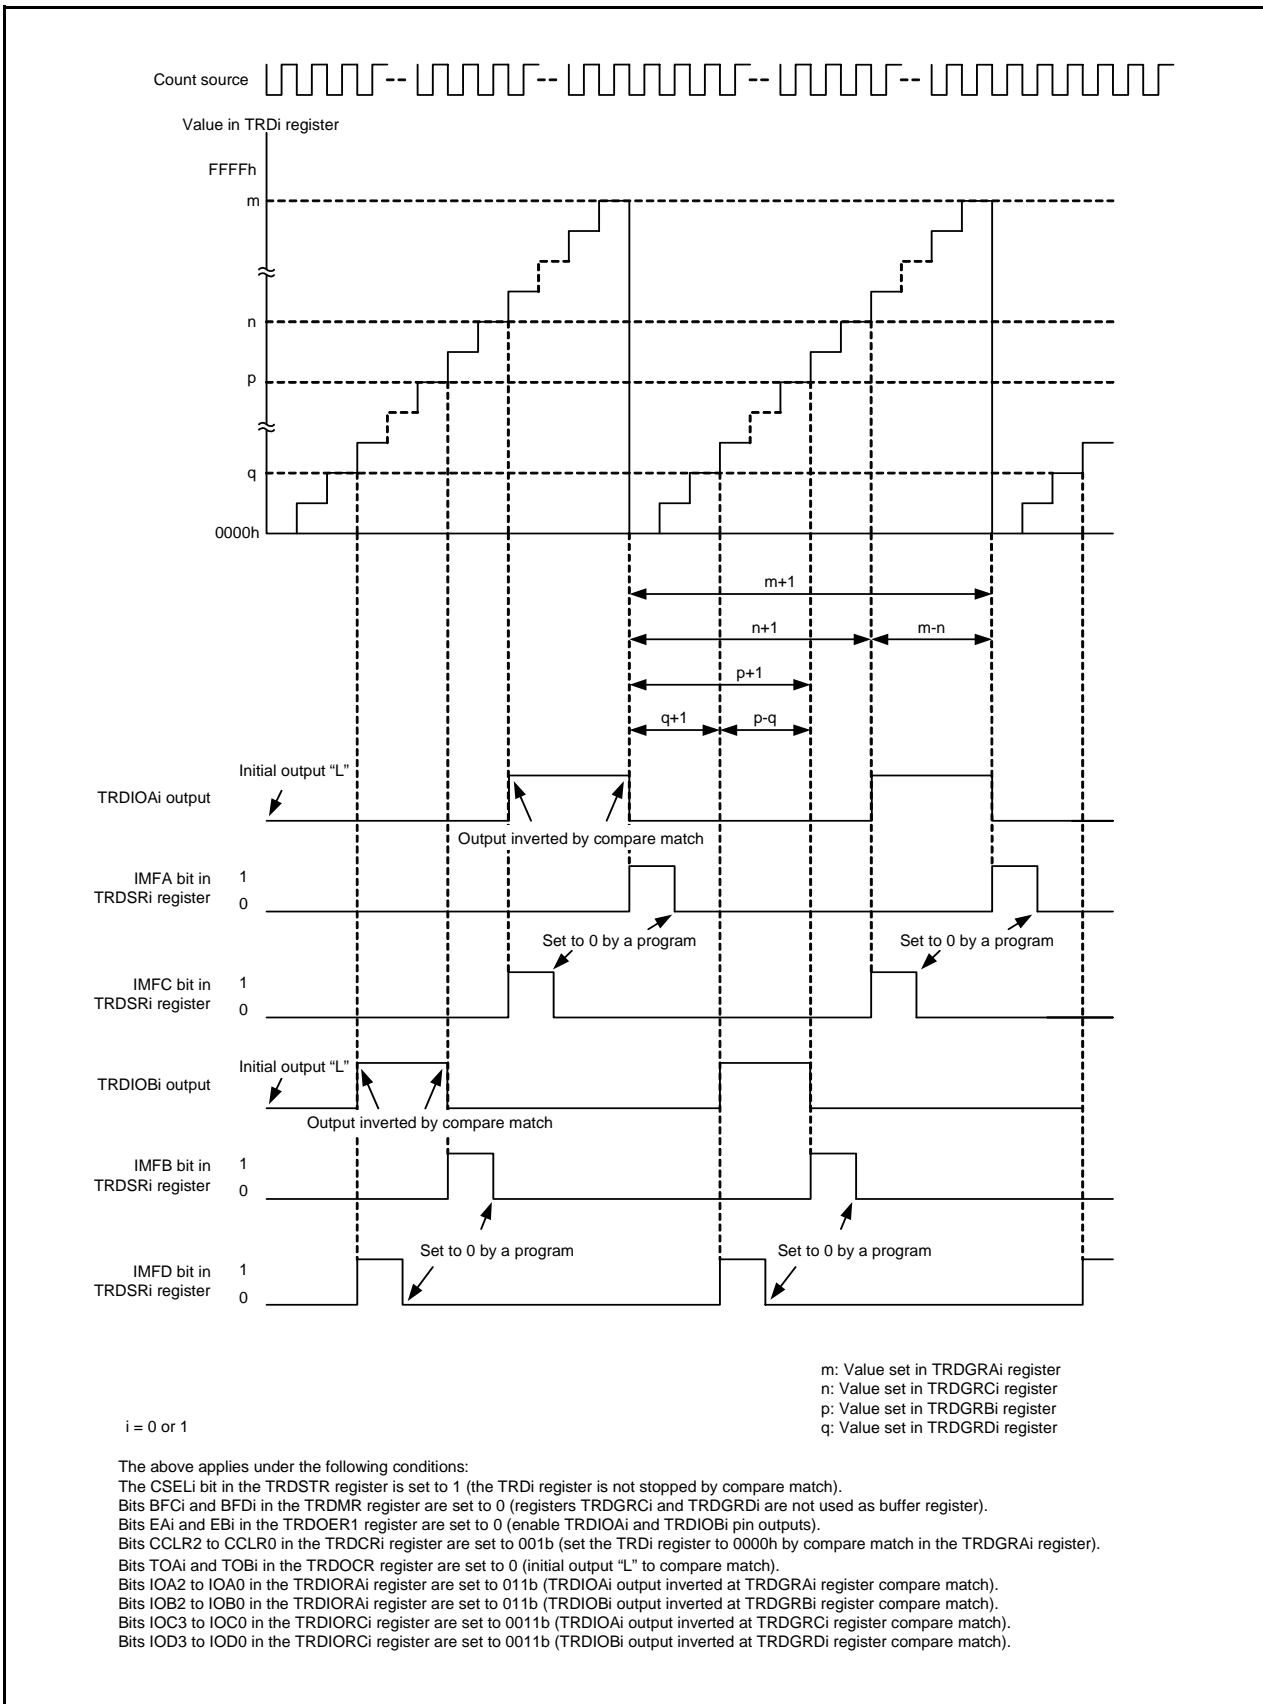 Count source
Value in TRDi register
FFFFh
m
n
p
q
0000h
m+1
n+1
m-n
p+1
q+1
p-q
Initial output “L”
TRDIOAi output
Output inverted by compare match
IMFA bit in
TRDSRi register
1
0
Set to 0 by a program
Set to 0 by a program
IMFC bit in
TRDSRi register
1
0
Initial output “L”
TRDIOBi output
Output inverted by compare match
IMFB bit in
TRDSRi register
1
0
Set to 0 by a program
Set to 0 by a program
IMFD bit in
TRDSRi register
1
0
m: Value set in TRDGRAi register
n: Value set in TRDGRCi register
p: Value set in TRDGRBi register
q: Value set in TRDGRDi register
i = 0 or 1
The above applies under the following conditions:
The CSELi bit in the TRDSTR register is set to 1 (the TRDi register is not stopped by compare match).
Bits BFCi and BFDi in the TRDMR register are set to 0 (registers TRDGRCi and TRDGRDi are not used as buffer register).
Bits EAi and EBi in the TRDOER1 register are set to 0 (enable TRDIOAi and TRDIOBi pin outputs).
Bits CCLR2 to CCLR0 in the TRDCRi register are set to 001b (set the TRDi register to 0000h by compare match in the TRDGRAi register).
Bits TOAi and TOBi in the TRDOCR register are set to 0 (initial output “L” to compare match).
Bits IOA2 to IOA0 in the TRDIORAi register are set to 011b (TRDIOAi output inverted at TRDGRAi register compare match).
Bits IOB2 to IOB0 in the TRDIORAi register are set to 011b (TRDIOBi output inverted at TRDGRBi register compare match).
Bits IOC3 to IOC0 in the TRDIORCi register are set to 0011b (TRDIOAi output inverted at TRDGRCi register compare match).
Bits IOD3 to IOD0 in the TRDIORCi register are set to 0011b (TRDIOBi output inverted at TRDGRDi register compare match).